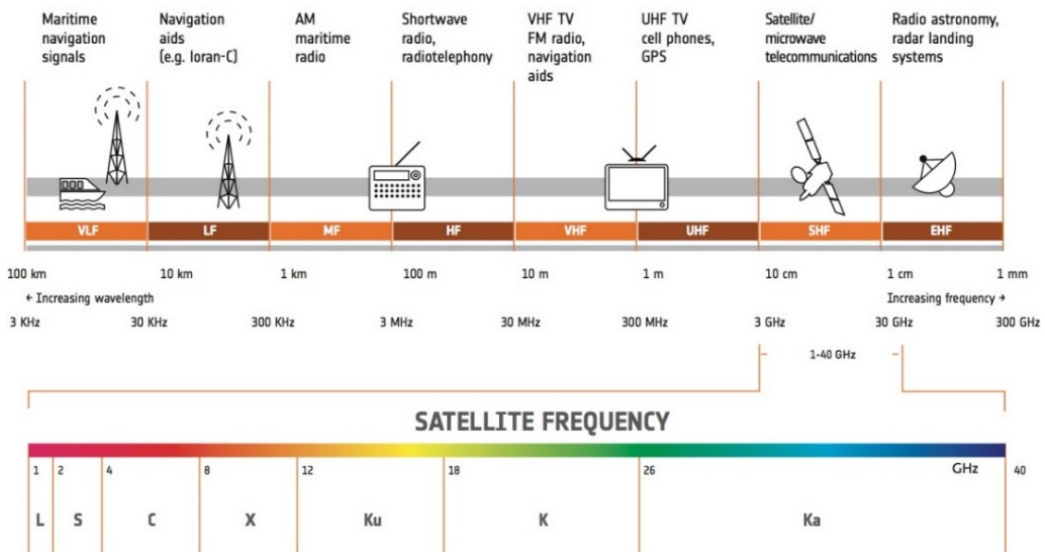 Maritime
navigation
signals
Navigation
aids
(e.g. loran-C)
AM
maritime
radio
Shortwave
radio,
radiotelephony
VHF TV
FM radio,
navigation
aids
UHF TV
cell phones,
GPS
Satellite/
microwave
telecommunications
Radio astronomy,
radar landing
systems
VLF LF MF HF VHF UHF SHF EHF
100 km 10 km 1 km 100 m 10 m 1 m 10 cm 1 cm 1 mm
← Increasing wavelength Increasing frequency →
3 KHz 30 KHz 300 KHz 3 MHz 30 MHz 300 MHz 3 GHz 30 GHz 300 GHz
1-40 GHz
SATELLITE FREQUENCY
1 2 4 8 12 18 26 GHz 40
L S C X Ku K Ka